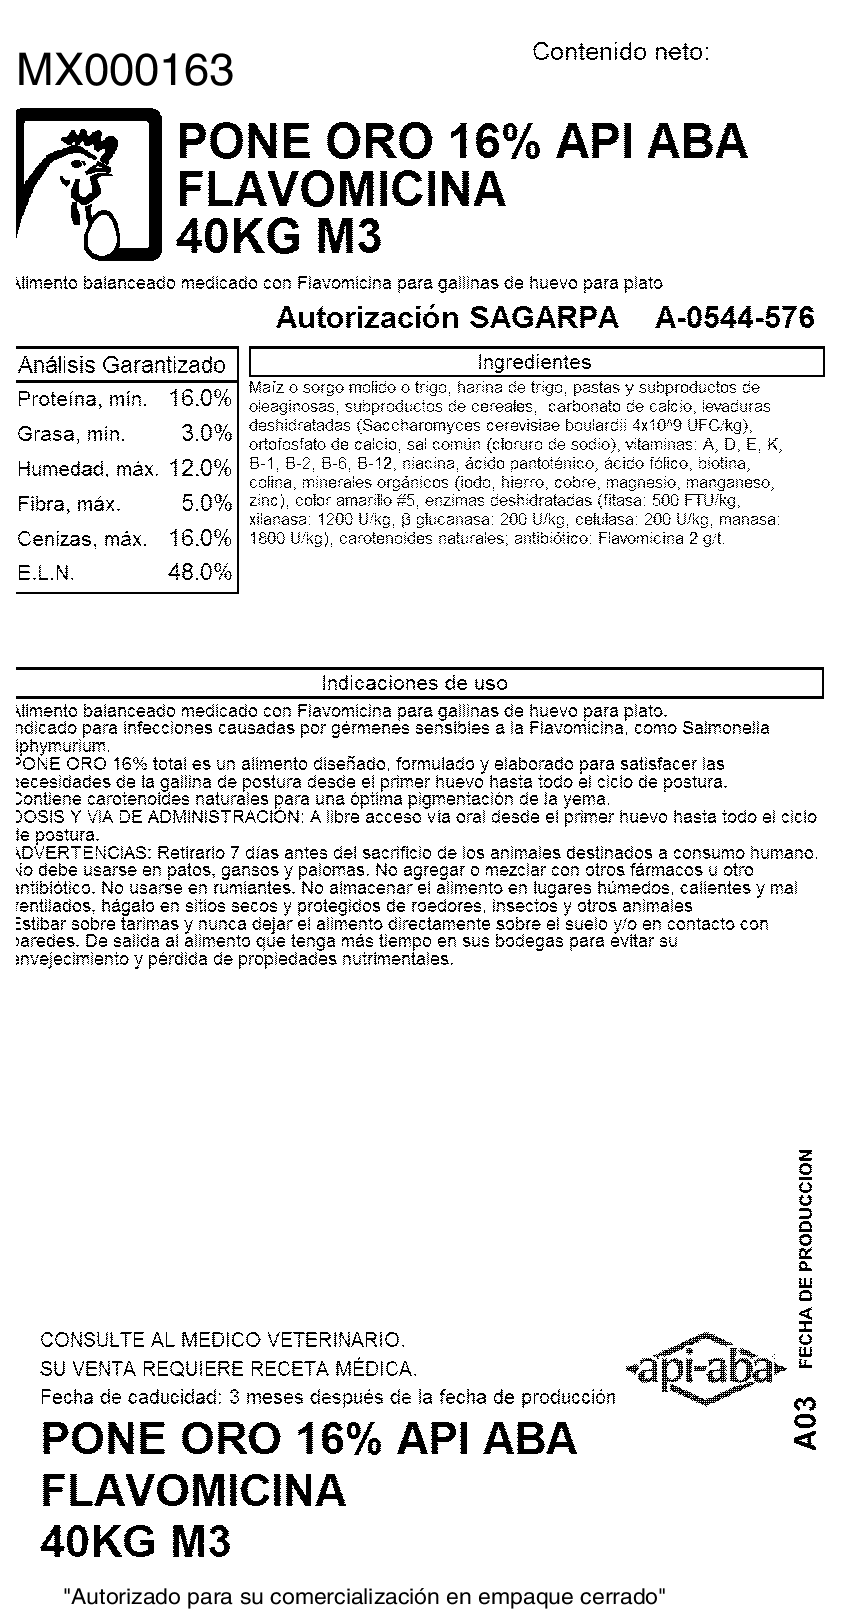 Contenido neto:
MX000163
PONE ORO 16% API ABA
FLAVOMICINA
40KG M3
Alimento balanceado medicado con Flavomicina para gallinas de huevo para plato
Autorización SAGARPA A-0544-576
Análisis Garantizado
Proteína, mín. 16.0%
Grasa, mín. 3.0%
Humedad, máx. 12.0%
Fibra, máx. 5.0%
Cenizas, máx. 16.0%
E.L.N. 48.0%
Ingredientes
Maíz o sorgo molido o trigo, harina de trigo, pastas y subproductos de
oleaginosas, subproductos de cereales, carbonato de calcio, levaduras
deshidratadas (Saccharomyces cerevisiae boulardii 4x10^9 UFC/kg),
ortofosfato de calcio, sal común (cloruro de sodio), vitaminas: A, D, E, K,
B-1, B-2, B-6, B-12, niacina, ácido pantoténico, ácido fólico, biotina,
colina, minerales orgánicos (iodo, hierro, cobre, magnesio, manganeso,
zinc), color amarillo #5, enzimas deshidratadas (fitasa: 500 FTU/kg,
xilanasa: 1200 U/kg, β glucanasa: 200 U/kg, celulasa: 200 U/kg, manasa:
1800 U/kg), carotenoides naturales; antibiótico: Flavomicina 2 g/t.
Indicaciones de uso
Alimento balanceado medicado con Flavomicina para gallinas de huevo para plato.
ndicado para infecciones causadas por gérmenes sensibles a la Flavomicina, como Salmonella
iphymurium.
PONE ORO 16% total es un alimento diseñado, formulado y elaborado para satisfacer las
necesidades de la gallina de postura desde el primer huevo hasta todo el ciclo de postura.
Contiene carotenoides naturales para una óptima pigmentación de la yema.
DOSIS Y VIA DE ADMINISTRACIÓN: A libre acceso vía oral desde el primer huevo hasta todo el ciclo
de postura.
ADVERTENCIAS: Retirarlo 7 días antes del sacrificio de los animales destinados a consumo humano.
No debe usarse en patos, gansos y palomas. No agregar o mezclar con otros fármacos u otro
antibiótico. No usarse en rumiantes. No almacenar el alimento en lugares húmedos, calientes y mal
ventilados, hágalo en sitios secos y protegidos de roedores, insectos y otros animales
Estibar sobre tarimas y nunca dejar el alimento directamente sobre el suelo y/o en contacto con
paredes. De salida al alimento que tenga más tiempo en sus bodegas para evitar su
envejecimiento y pérdida de propiedades nutrimentales.
A03 FECHA DE PRODUCCION
CONSULTE AL MEDICO VETERINARIO.
SU VENTA REQUIERE RECETA MÉDICA.
Fecha de caducidad: 3 meses después de la fecha de producción
api-aba
PONE ORO 16% API ABA
FLAVOMICINA
40KG M3
"Autorizado para su comercialización en empaque cerrado"